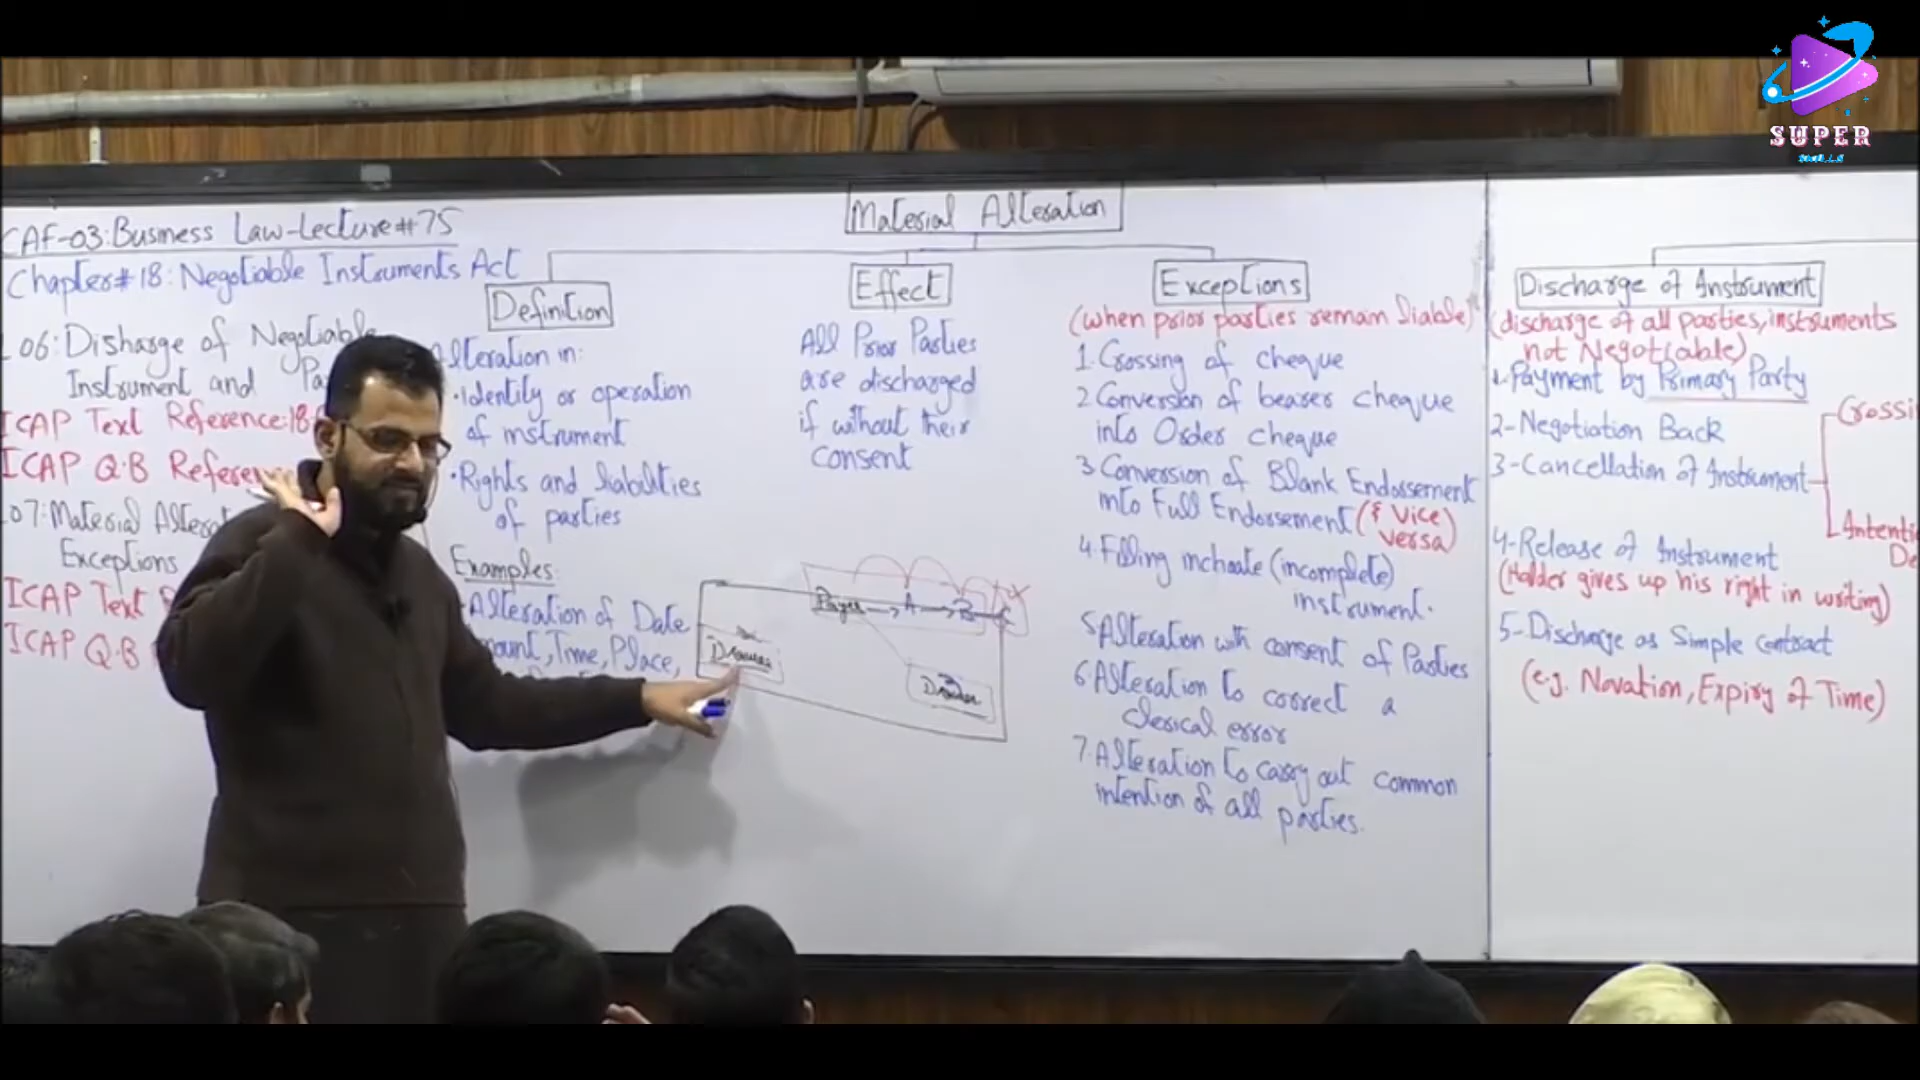 SUPER
CAF-03:Business Law-Lecture#75
Chapter#18:Negotiable Instruments Act
06:Disharge of Negotiable
Instrument and
ICAP Text Reference:18
ICAP Q.B
07:Material
Exceptions
ICAP Text
ICAP Q.B
Material Alteration
Definition
Alteration in:
•Identity or operation
of instrument
•Rights and liabilities
of parties
Examples:
•Alteration of Date
Time, Place,
Effect
All Prior Parties
are discharged
if without their
consent
Payee → A → B → C
Drawee
Exceptions
(when prior parties remain liable)
1.Crossing of cheque
2.Conversion of bearer cheque
into Order cheque
3.Conversion of Blank Endorsement
into Full Endorsement (& vice
versa)
4.Filling inchoate (incomplete)
instrument.
5.Alteration with consent of Parties
6.Alteration to correct a
clerical error
7.Alteration to carry out common
intention of all parties.
Discharge of Instrument
(discharge of all parties, instruments
not Negotiable)
1.Payment by Primary Party
2-Negotiation Back
3-Cancellation of Instrument
4-Release of Instrument
(Holder gives up his right in writing)
5-Discharge as Simple contract
(e.g. Novation, Expiry of Time)